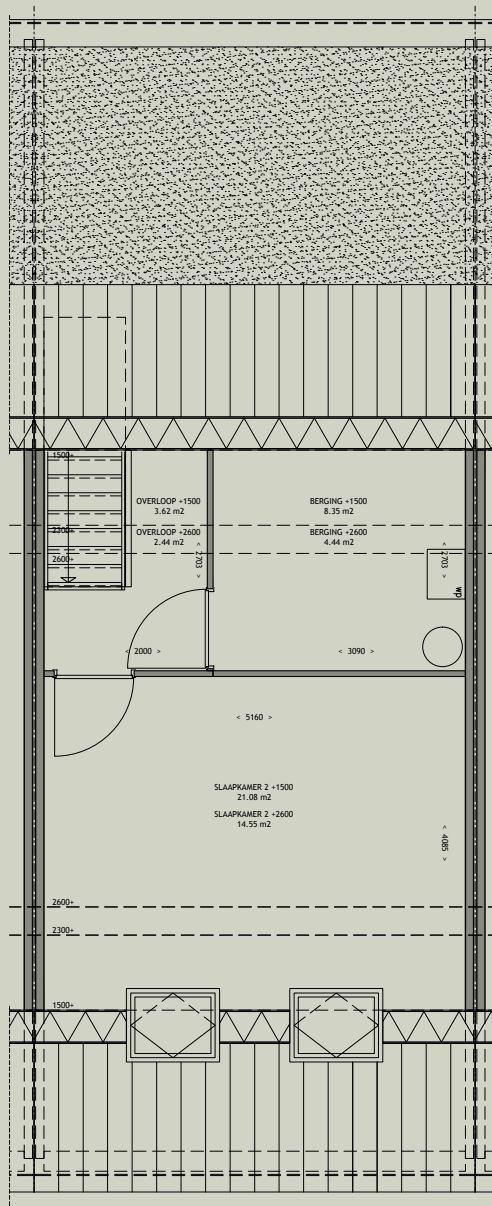 1500+
OVERLOOP +1500
3.62 m2
BERGING +1500
8.35 m2
2300+
OVERLOOP +2600
2.44 m2
BERGING +2600
4.44 m2
2600+
< 2703 >
< 2703 >
wp
< 2000 >
< 3090 >
< 5160 >
SLAAPKAMER 2 +1500
21.08 m2
SLAAPKAMER 2 +2600
14.55 m2
< 4085 >
2600+
2300+
1500+